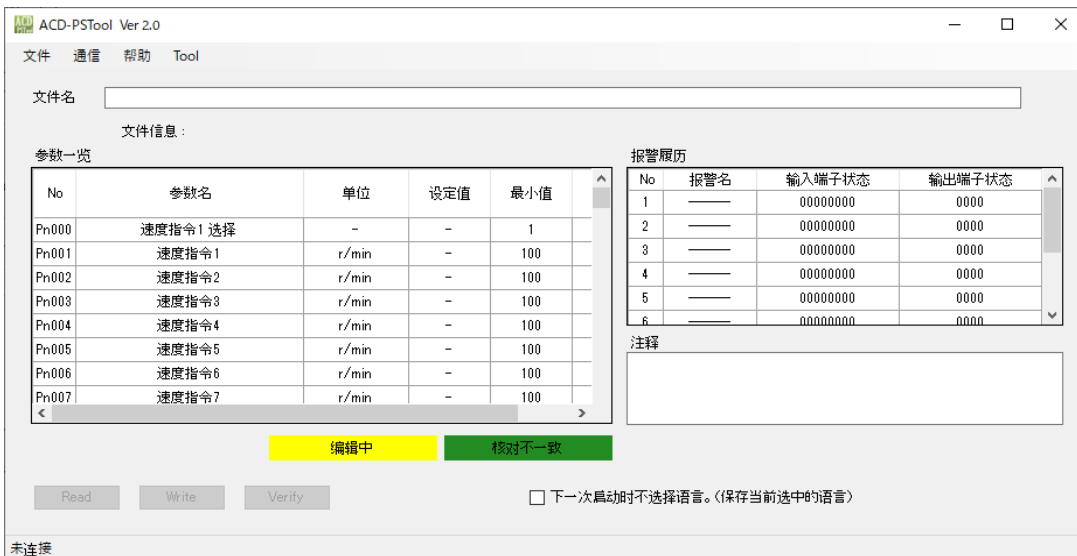 ACD-PSTool Ver 2.0
文件 通信 帮助 Tool
文件名
文件信息：
参数一览
No 参数名 单位 设定值 最小值
Pn000 速度指令1 选择 - - 1
Pn001 速度指令1 r/min - 100
Pn002 速度指令2 r/min - 100
Pn003 速度指令3 r/min - 100
Pn004 速度指令4 r/min - 100
Pn005 速度指令5 r/min - 100
Pn006 速度指令6 r/min - 100
Pn007 速度指令7 r/min - 100
报警履历
No 报警名 输入端子状态 输出端子状态
1 ——— 00000000 0000
2 ——— 00000000 0000
3 ——— 00000000 0000
4 ——— 00000000 0000
5 ——— 00000000 0000
6 ——— 00000000 0000
注释
编辑中 核对不一致
Read Write Verify
下一次启动时不选择语言。(保存当前选中的语言)
未连接